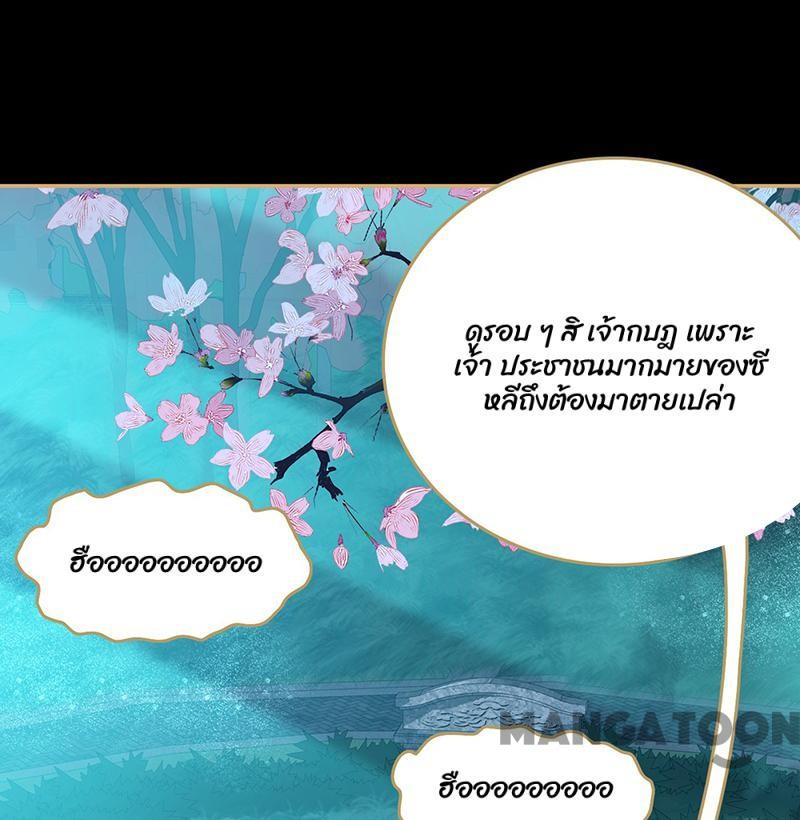 ดูรอบ ๆ สิ เจ้ากบฎ เพราะ
เจ้า ประชาชนมากมายของซี
หลีถึงต้องมาตายเปล่า
ฮืออออออออออ
MANGATOON
ฮืออออออออออ